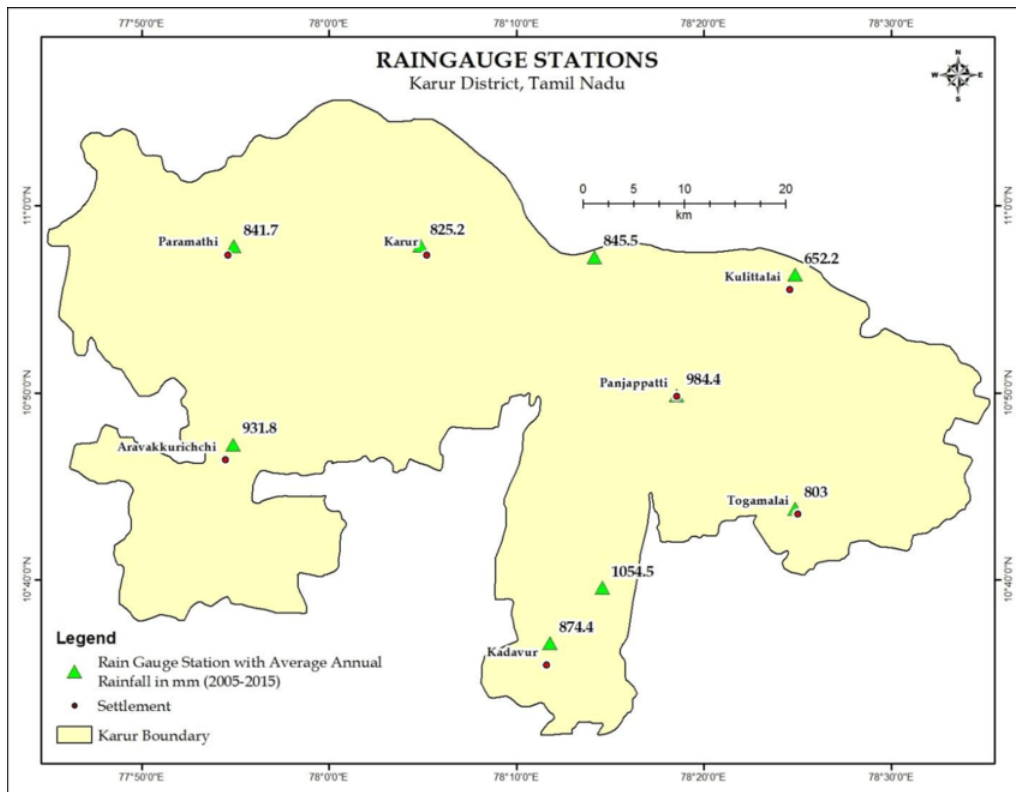 77°50'0"E 78°0'0"E 78°10'0"E 78°20'0"E 78°30'0"E
RAINGAUGE STATIONS
Karur District, Tamil Nadu
N
W E
S
0 5 10 20
km
11°0'0"N 11°0'0"N
841.7
Paramathi
825.2
Karur
845.5
652.2
Kulittalai
984.4
Panjappatti
10°50'0"N 10°50'0"N
931.8
Aravakkurichchi
803
Togamalai
10°40'0"N 10°40'0"N
1054.5
874.4
Kadavur
Legend
Rain Gauge Station with Average Annual
Rainfall in mm (2005-2015)
Settlement
Karur Boundary
77°50'0"E 78°0'0"E 78°10'0"E 78°20'0"E 78°30'0"E